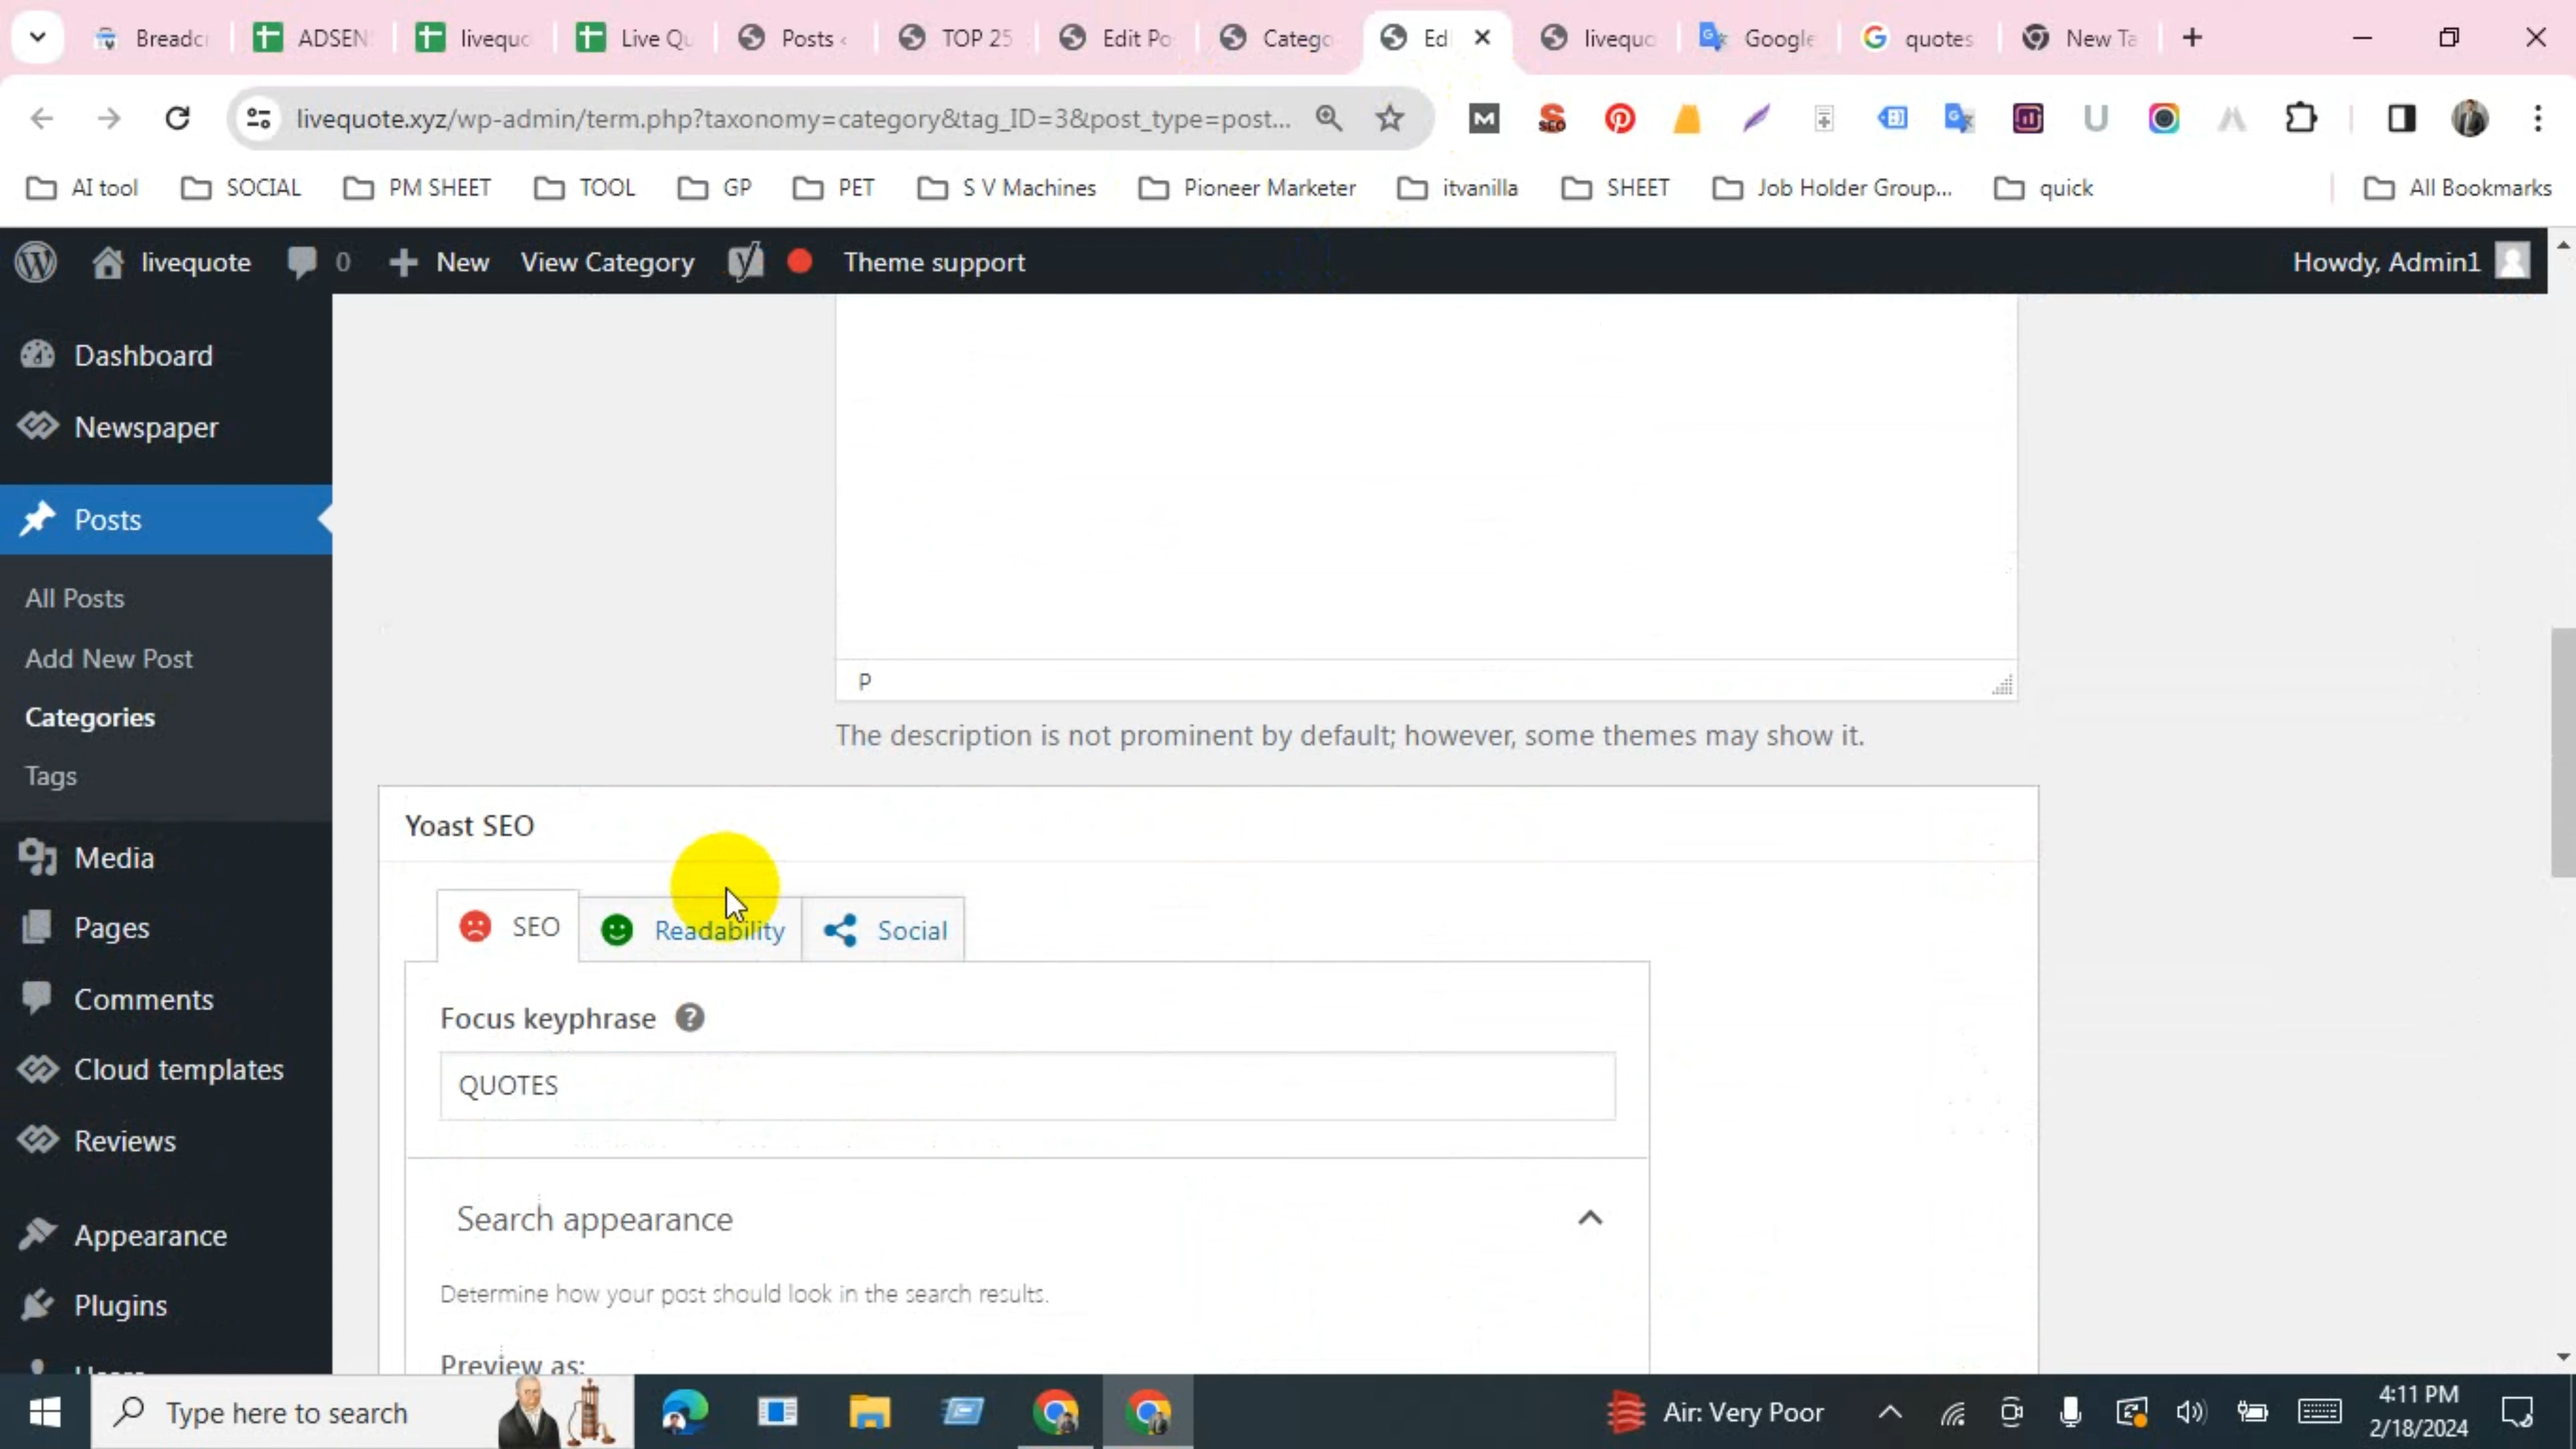 Breadc
ADSEN
livequo
Live Qu
Posts
TOP 25
Edit Po
Catego
Ed
livequo
Google
quotes
New Ta
livequote.xyz/wp-admin/term.php?taxonomy=category&tag_ID=3&post_type=post...
AI tool
SOCIAL
PM SHEET
TOOL
GP
PET
S V Machines
Pioneer Marketer
itvanilla
SHEET
Job Holder Group...
quick
All Bookmarks
livequote
0
New
View Category
Theme support
Howdy, Admin1
Dashboard
Newspaper
Posts
All Posts
Add New Post
Categories
Tags
Media
Pages
Comments
Cloud templates
Reviews
Appearance
Plugins
P
The description is not prominent by default; however, some themes may show it.
Yoast SEO
SEO
Readability
Social
Focus keyphrase
QUOTES
Search appearance
Determine how your post should look in the search results.
Preview as:
Type here to search
Air: Very Poor
4:11 PM
2/18/2024